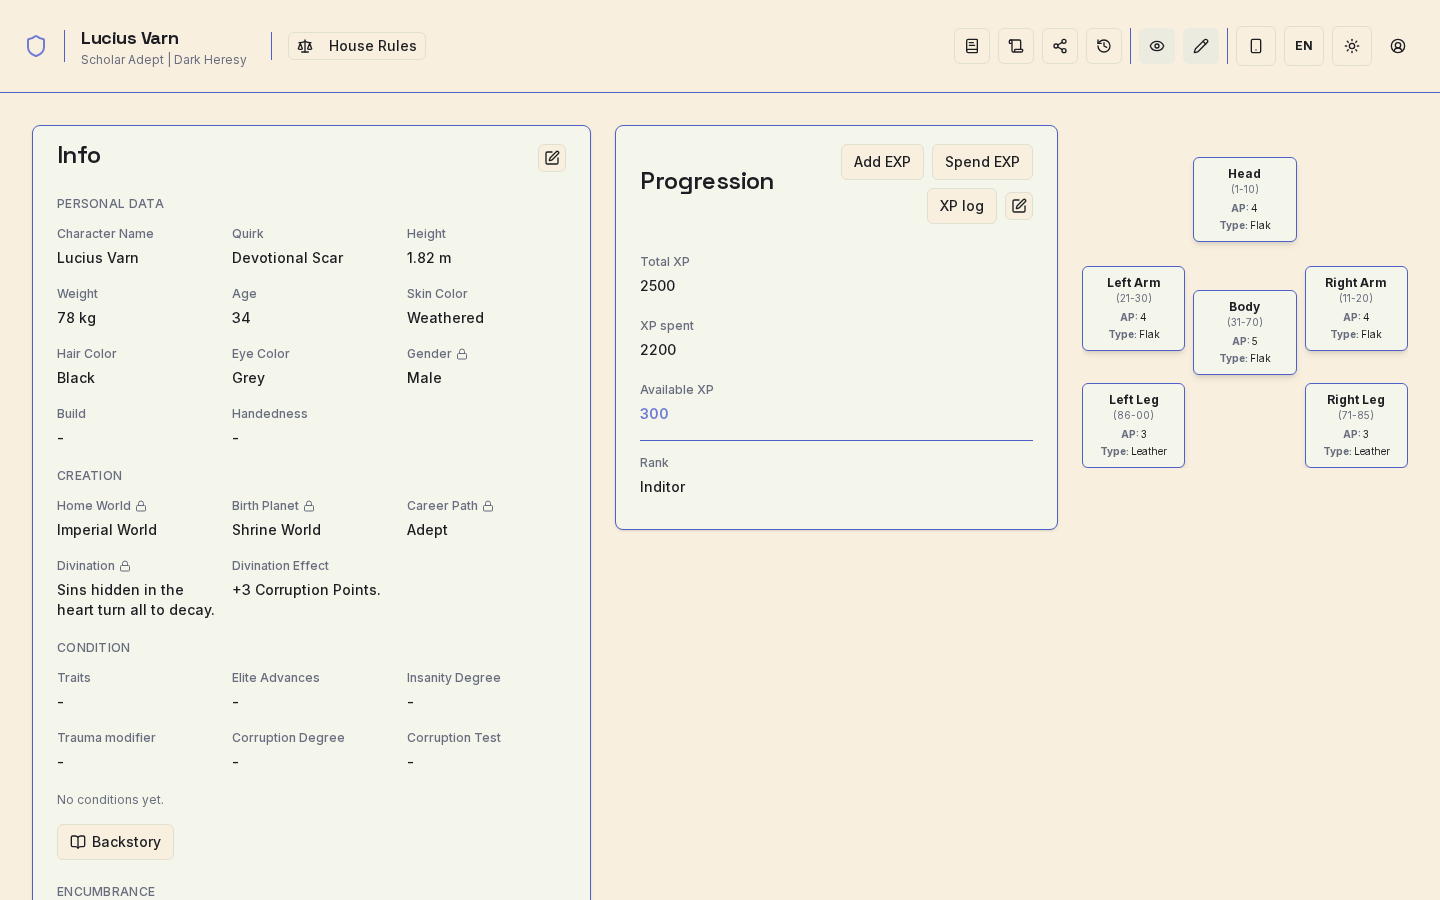 Lucius Varn
Scholar Adept | Dark Heresy
House Rules
EN
Info
PERSONAL DATA
Character Name
Lucius Varn
Quirk
Devotional Scar
Height
1.82 m
Weight
78 kg
Age
34
Skin Color
Weathered
Hair Color
Black
Eye Color
Grey
Gender
Male
Build
-
Handedness
-
CREATION
Home World
Imperial World
Birth Planet
Shrine World
Career Path
Adept
Divination
Sins hidden in the
heart turn all to decay.
Divination Effect
+3 Corruption Points.
CONDITION
Traits
-
Elite Advances
-
Insanity Degree
-
Trauma modifier
-
Corruption Degree
-
Corruption Test
-
No conditions yet.
Backstory
ENCUMBRANCE
Progression
Add EXP
Spend EXP
XP log
Total XP
2500
XP spent
2200
Available XP
300
Rank
Inditor
Head
(1-10)
AP: 4
Type: Flak
Left Arm
(21-30)
AP: 4
Type: Flak
Body
(31-70)
AP: 5
Type: Flak
Right Arm
(11-20)
AP: 4
Type: Flak
Left Leg
(86-00)
AP: 3
Type: Leather
Right Leg
(71-85)
AP: 3
Type: Leather